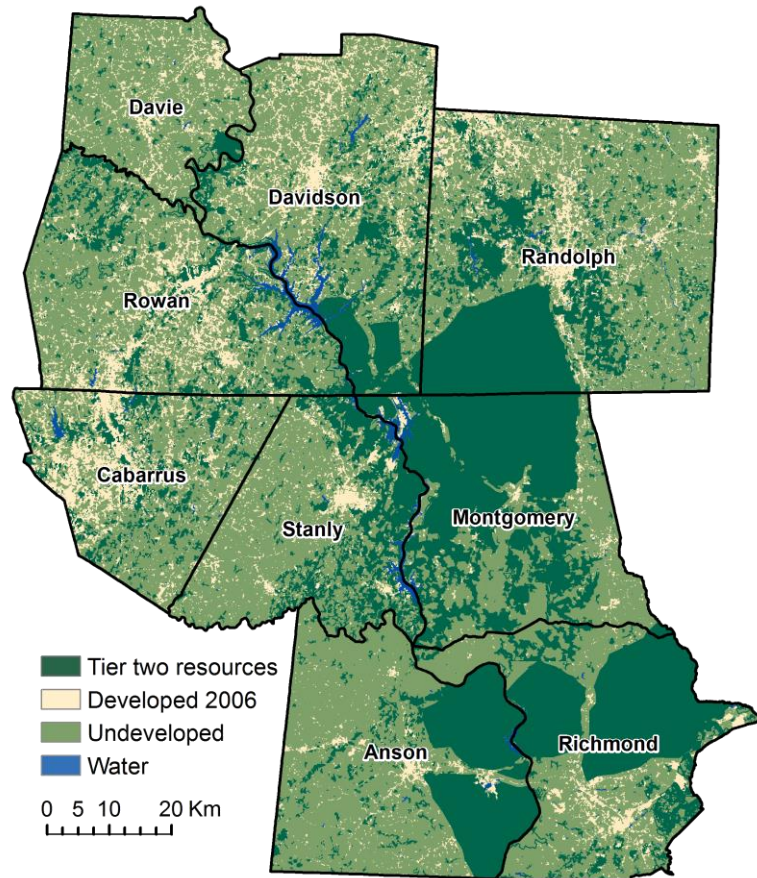 Davie
Davidson
Randolph
Rowan
Cabarrus
Stanly
Montgomery
Tier two resources
Developed 2006
Undeveloped
Water
Anson
Richmond
0 5 10 20 Km